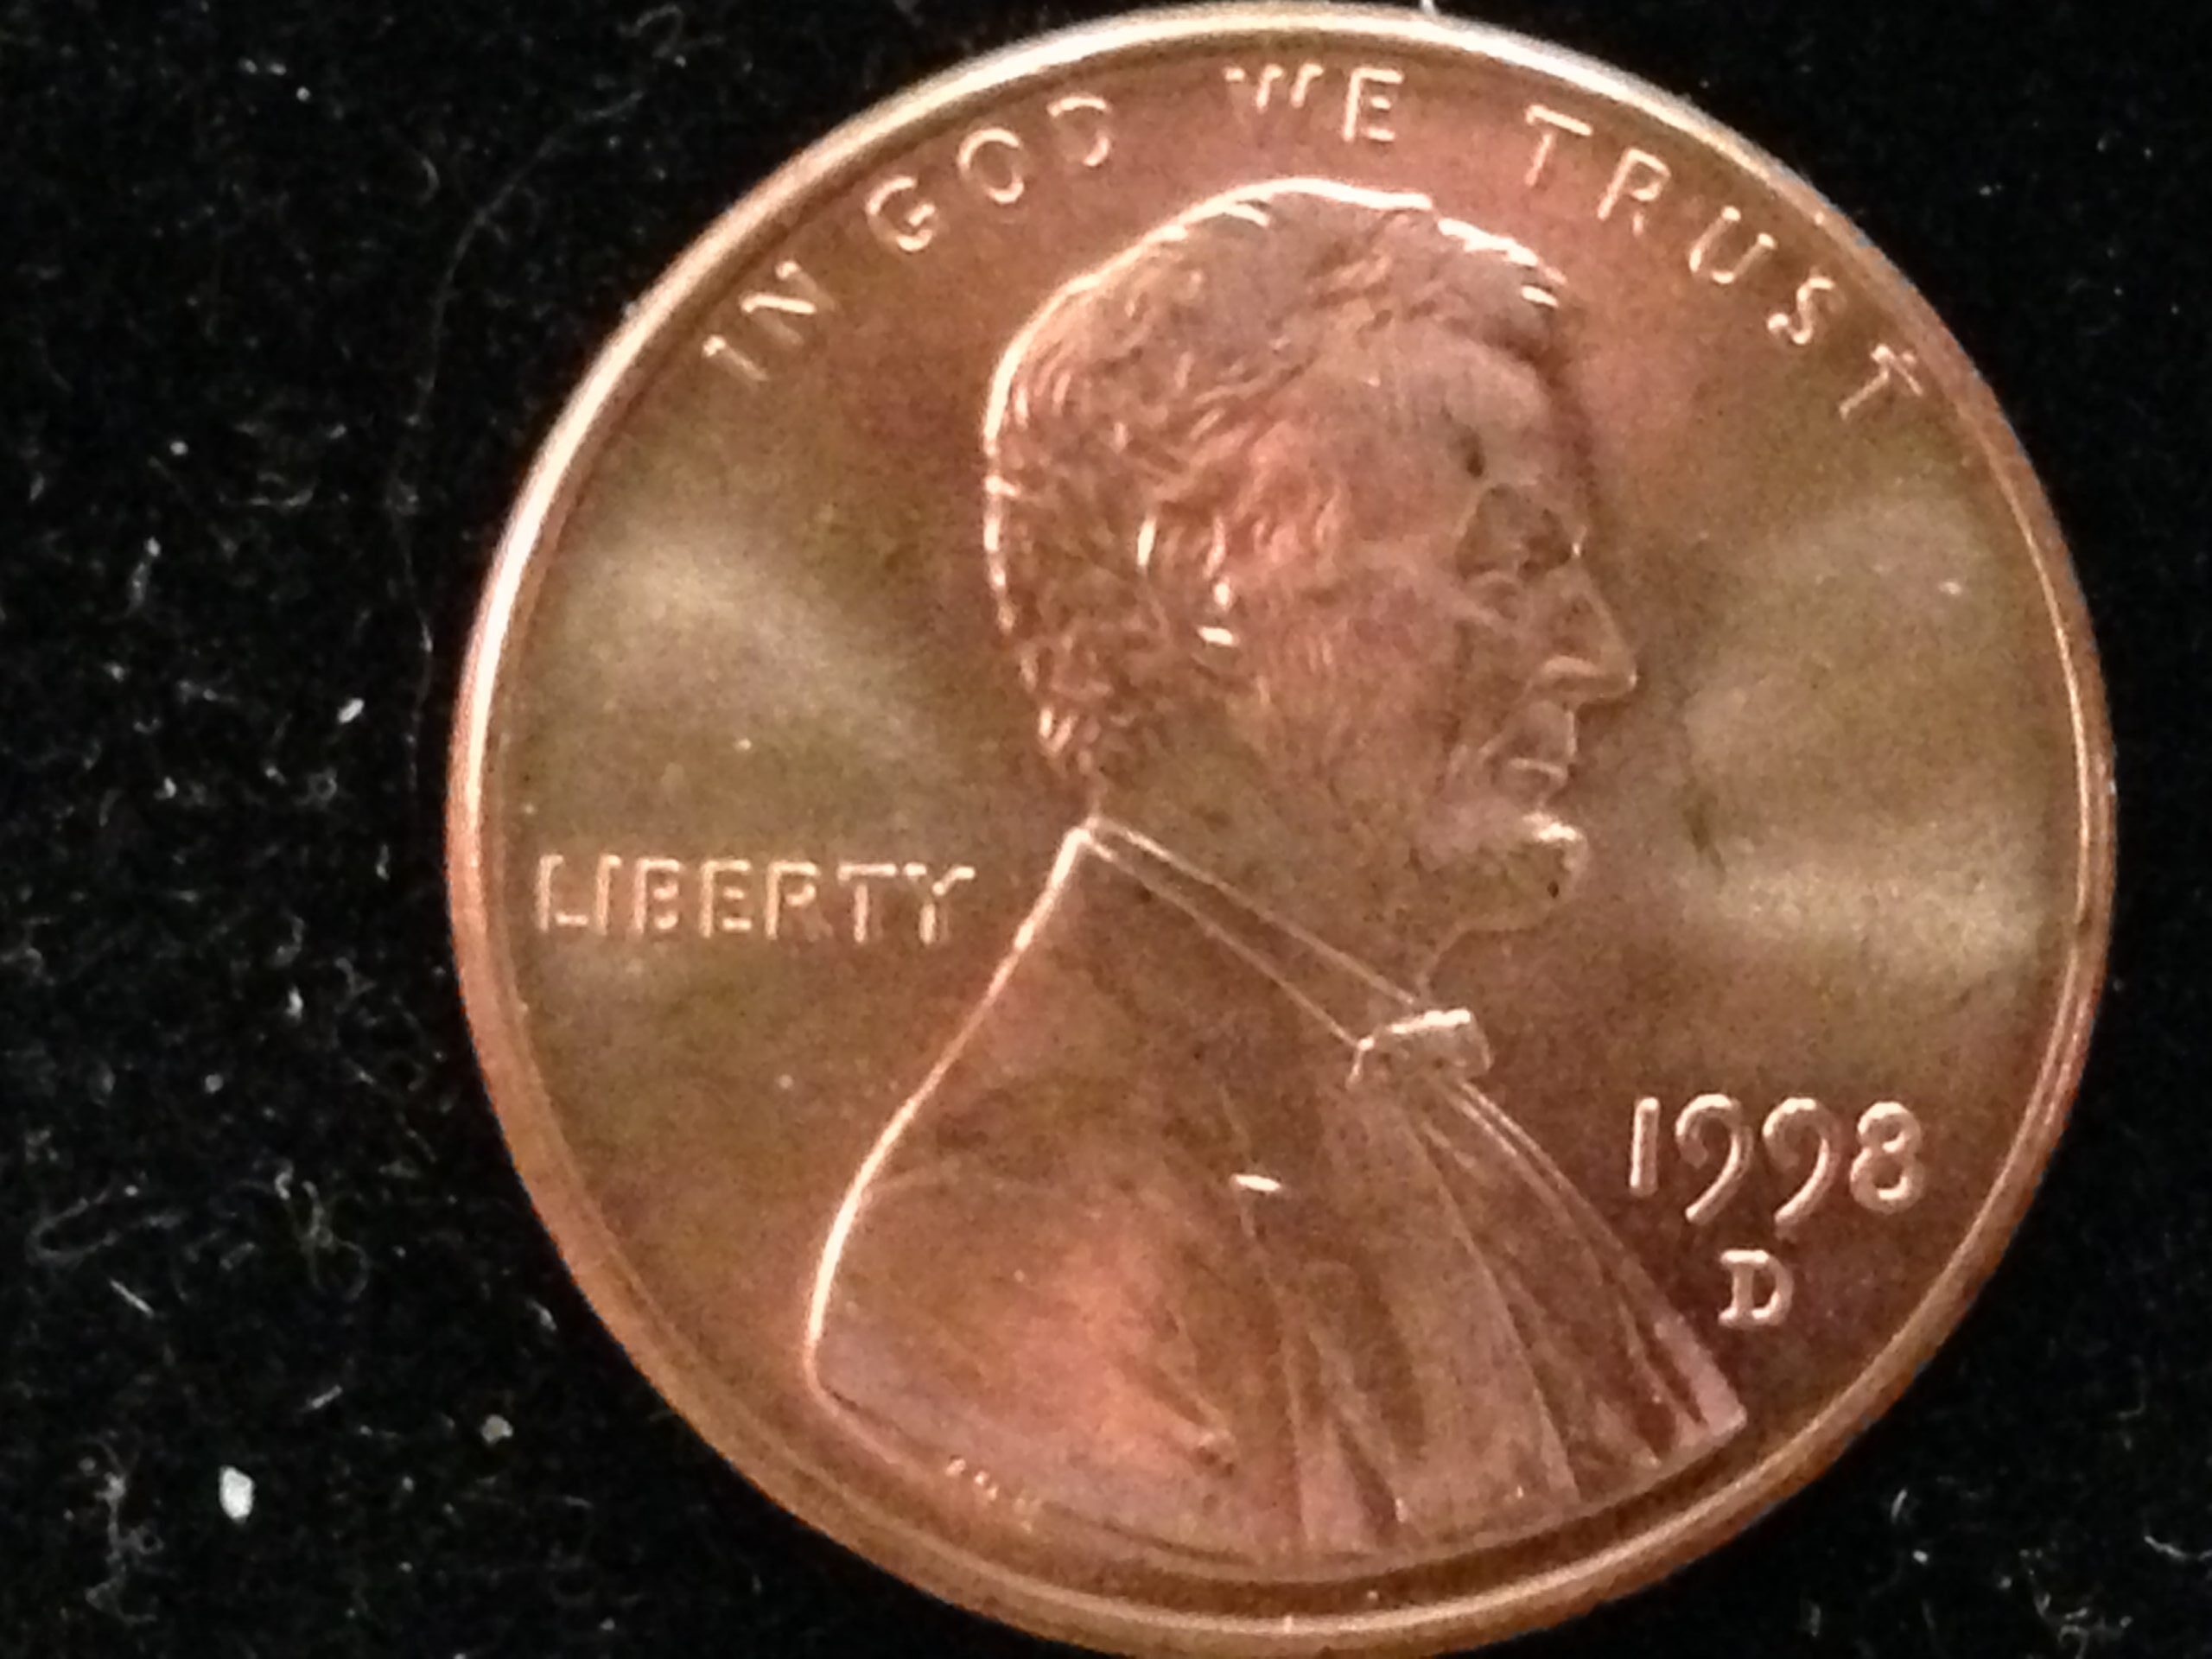 IN GOD WE TRUST
LIBERTY
1998
D